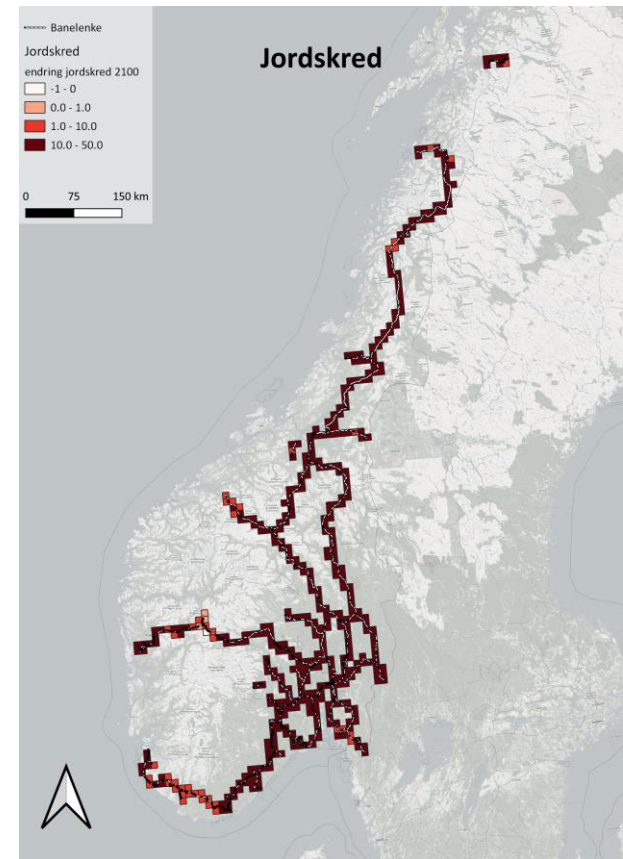 Jordskred
Banelenke
Jordskred
endring jordskred 2100
-1 - 0
0.0 - 1.0
1.0 - 10.0
10.0 - 50.0
0 75 150 km